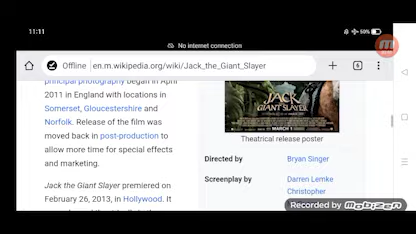 11:11
50%
No internet connection
Offline
en.m.wikipedia.org/wiki/Jack_the_Giant_Slayer
6
principal photography began in April
2011 in England with locations in
Somerset, Gloucestershire and
Norfolk. Release of the film was
moved back in post-production to
allow more time for special effects
and marketing.
Jack the Giant Slayer premiered on
February 26, 2013, in Hollywood. It
JACK
THE
GIANT SLAYER
MARCH 1
Theatrical release poster
Directed by
Bryan Singer
Screenplay by
Darren Lemke
Christopher
Recorded by Mobizen